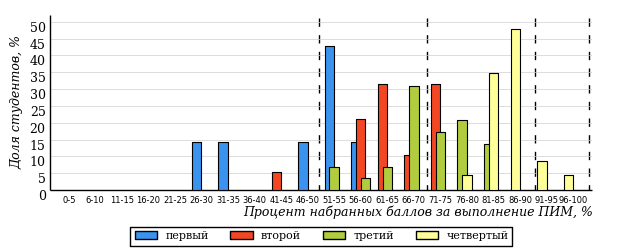 Доля студентов, %
50
45
40
35
30
25
20
15
10
5
0
0-5 6-10 11-15 16-20 21-25 26-30 31-35 36-40 41-45 46-50 51-55 56-60 61-65 66-70 71-75 76-80 81-85 86-90 91-95 96-100
Процент набранных баллов за выполнение ПИМ, %
первый второй третий четвертый